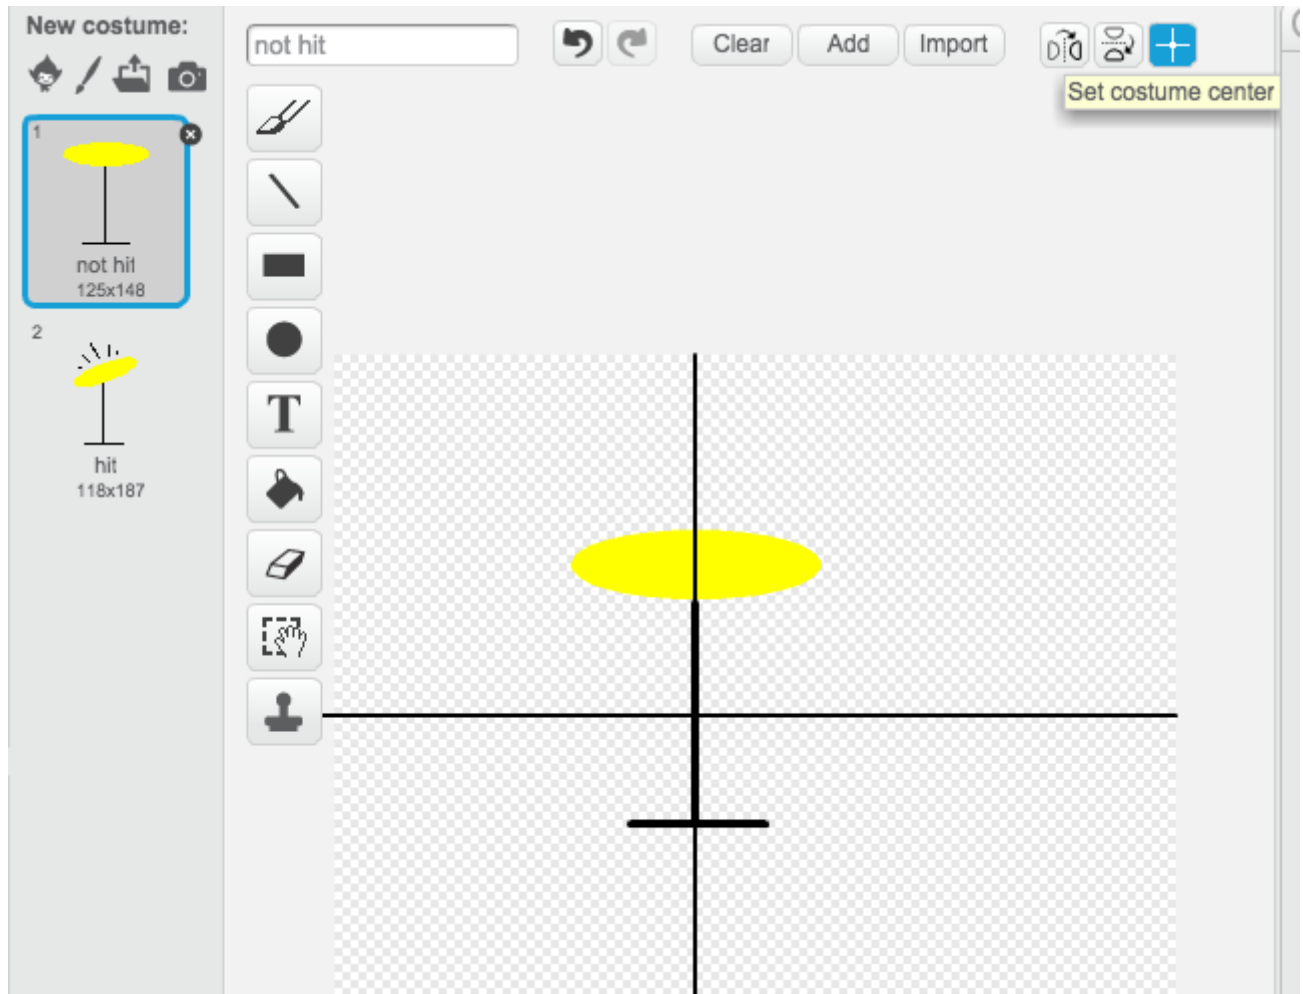 New costume:
not hit
Clear
Add
Import
Set costume center
1
not hit
125x148
2
hit
118x187
T